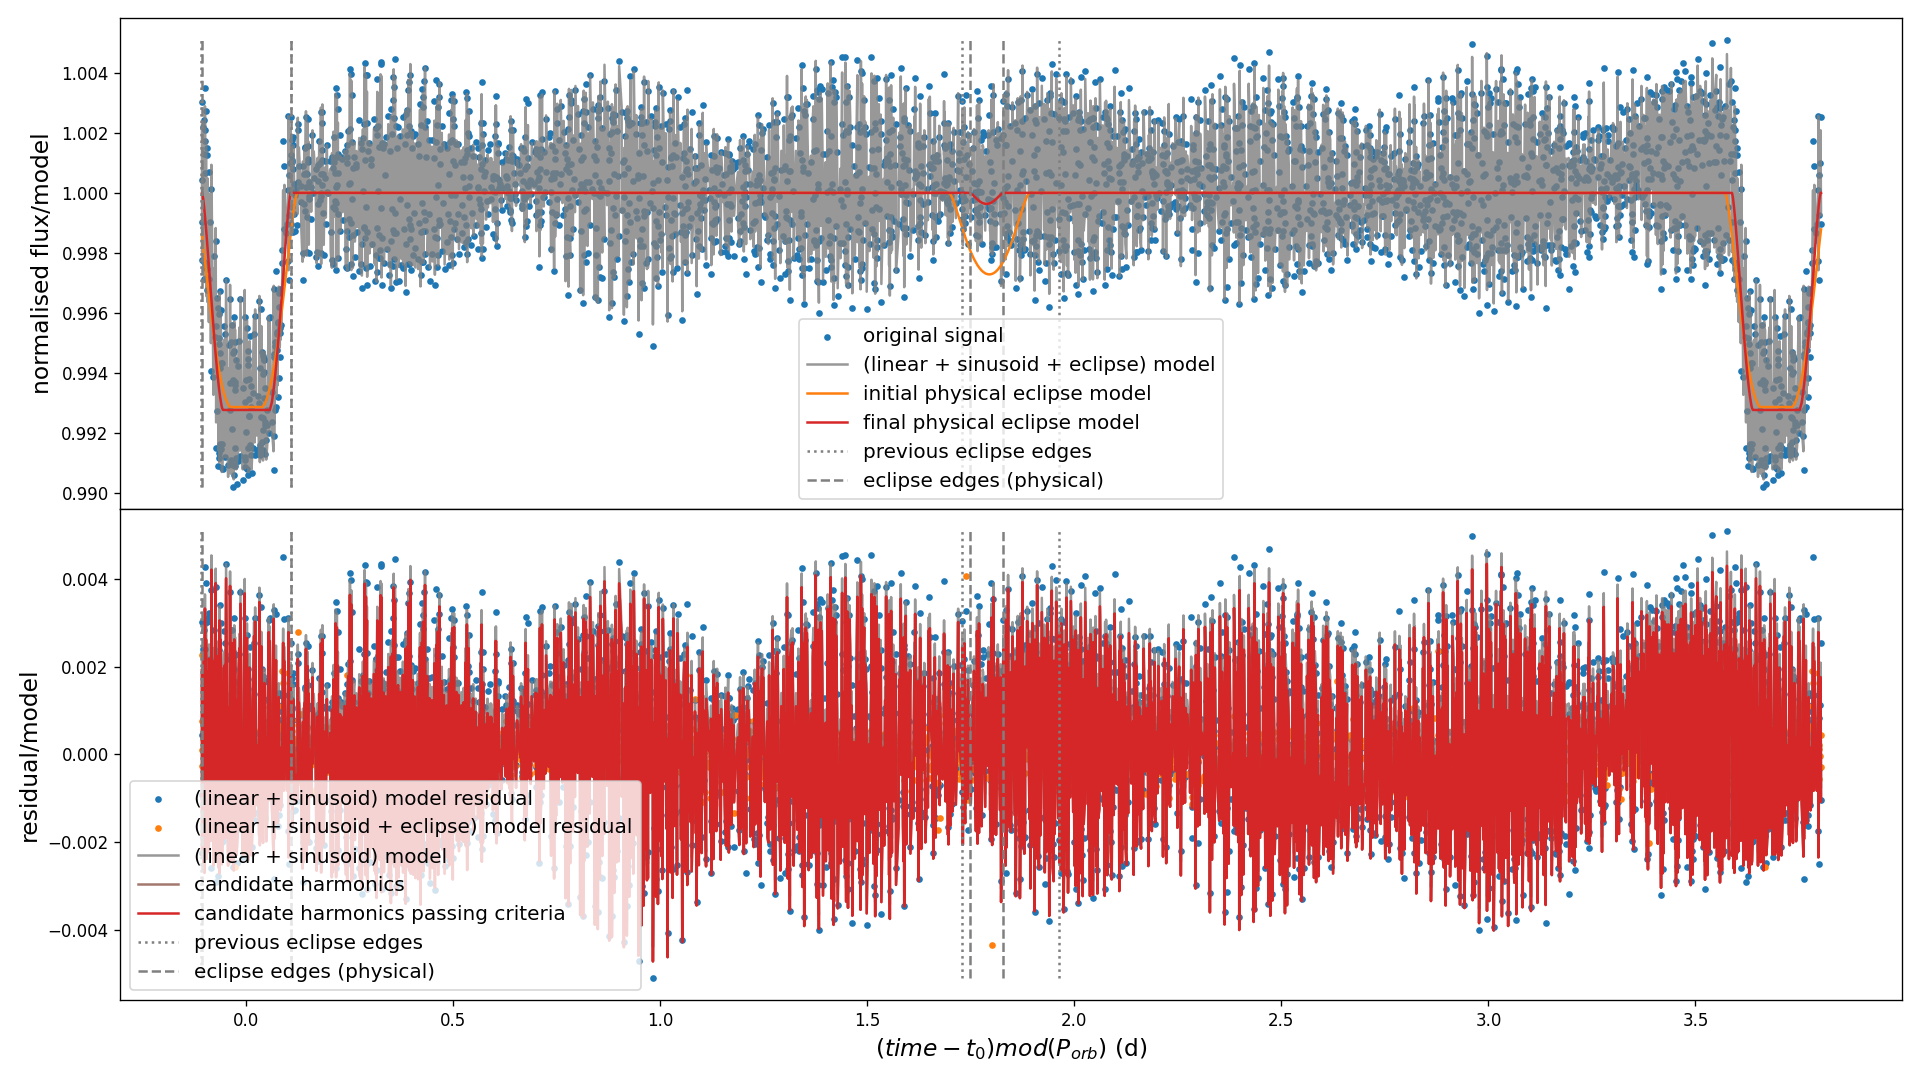 normalised flux/model
1.004
1.002
1.000
0.998
0.996
0.994
0.992
0.990
original signal
(linear + sinusoid + eclipse) model
initial physical eclipse model
final physical eclipse model
previous eclipse edges
eclipse edges (physical)
residual/model
0.004
0.002
0.000
−0.002
−0.004
(linear + sinusoid) model residual
(linear + sinusoid + eclipse) model residual
(linear + sinusoid) model
candidate harmonics
candidate harmonics passing criteria
previous eclipse edges
eclipse edges (physical)
0.0 0.5 1.0 1.5 2.0 2.5 3.0 3.5
(time − t₀)mod(P_orb) (d)